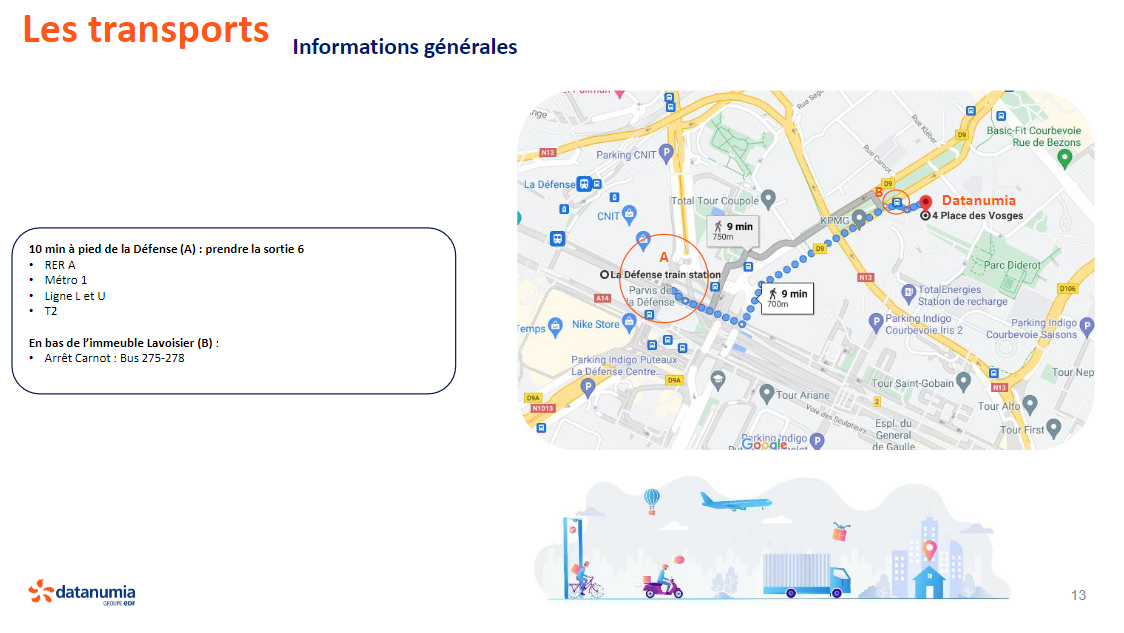 Les transports
Informations générales
10 min à pied de la Défense (A) : prendre la sortie 6
• RER A
• Métro 1
• Ligne L et U
• T2
En bas de l’immeuble Lavoisier (B) :
• Arrêt Carnot : Bus 275-278
Rue Kléber
D9
Basic-Fit Courbevoie
Rue de Bezons
N13
Parking CNIT
P
Rue Carnot
La Défense
D9
B
Datanumia
Total Tour Coupole
CNIT
4 Place des Vosges
KPMG
9 min
750m
D9
A
La Défense train station
Parc Diderot
N13
Parvis de
la Défense
A14
9 min
700m
TotalEnergies
Station de recharge
D106
Temps
Nike Store
P
Parking Indigo
Courbevoie Iris 2
Parking Indigo
Courbevoie Saisons
P
Parking Indigo Puteaux
La Défense Centre...
P
D9A
Tour Saint-Gobain
Tour Nep
N13
D9A
N1013
Tour Ariane
2
Tour Alto
Voie des Sculpteurs
Espl. du
General
de Gaulle
Tour First
Parking Indigo
P
Google
datanumia
GROUPE EDF
13